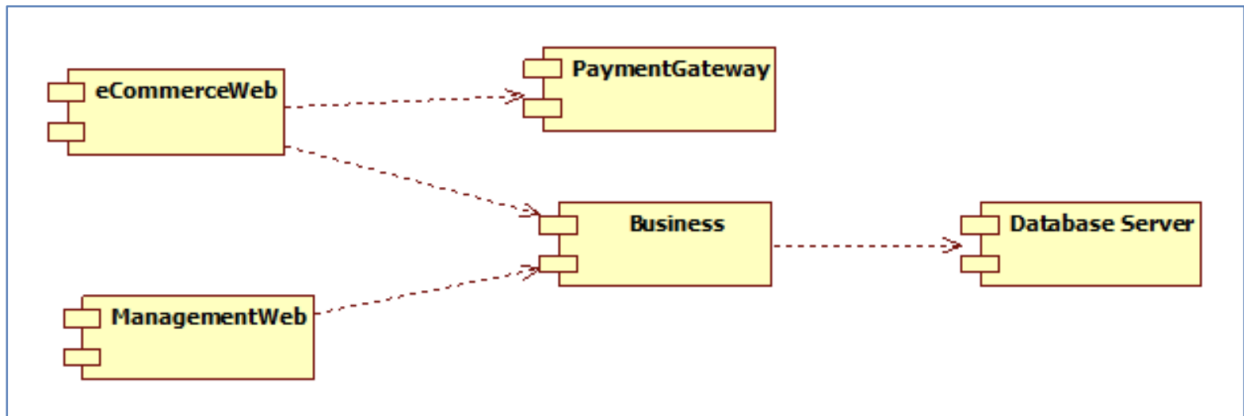 eCommerceWeb
PaymentGateway
Business
Database Server
ManagementWeb